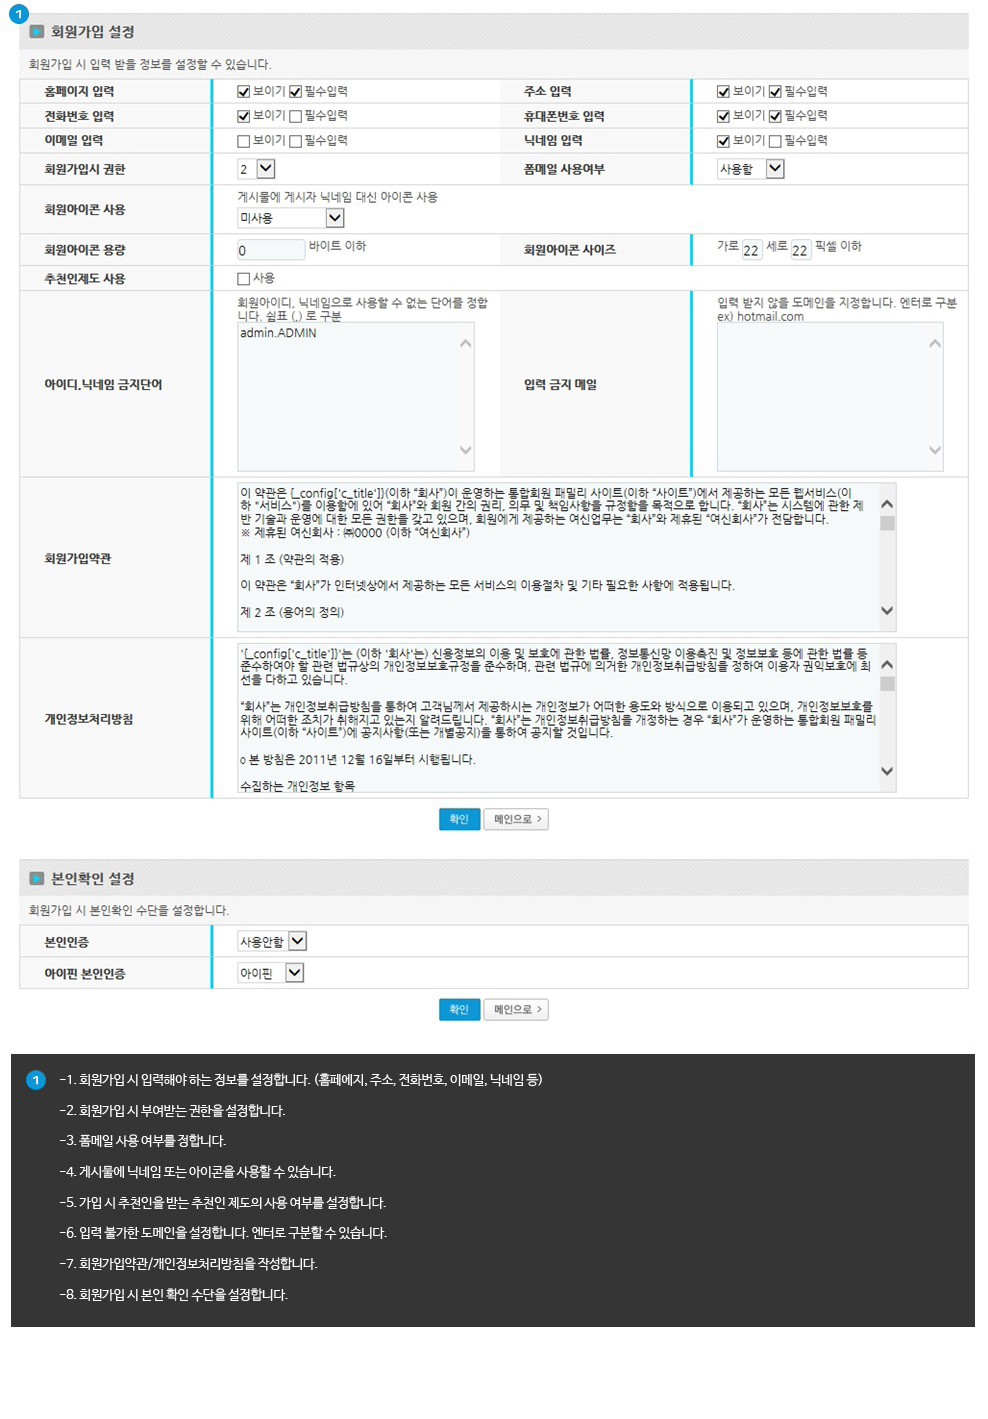 1
회원가입 설정
회원가입 시 입력 받을 정보를 설정할 수 있습니다.
홈페이지 입력 보이기 필수입력 주소 입력 보이기 필수입력
전화번호 입력 보이기 필수입력 휴대폰번호 입력 보이기 필수입력
이메일 입력 보이기 필수입력 닉네임 입력 보이기 필수입력
회원가입시 권한 2 폼메일 사용여부 사용함
회원아이콘 사용 게시물에 게시자 닉네임 대신 아이콘 사용
미사용
회원아이콘 용량 0 바이트 이하 회원아이콘 사이즈 가로 22 세로 22 픽셀 이하
추천인제도 사용 사용
아이디,닉네임 금지단어
회원아이디, 닉네임으로 사용할 수 없는 단어를 정합
니다. 쉼표 (,) 로 구분
admin.ADMIN
입력 금지 메일
입력 받지 않을 도메인을 지정합니다. 엔터로 구분
ex) hotmail.com
회원가입약관
이 약관은 {_config['c_title']}(이하 “회사”)이 운영하는 통합회원 패밀리 사이트(이하 “사이트”)에서 제공하는 모든 웹서비스(이
하 “서비스”)를 이용함에 있어 “회사”와 회원 간의 권리, 의무 및 책임사항을 규정함을 목적으로 합니다. “회사”는 시스템에 관한 제
반 기술과 운영에 대한 모든 권한을 갖고 있으며, 회원에게 제공하는 여신업무는 “회사”와 제휴된 “여신회사”가 전담합니다.
※ 제휴된 여신회사 : ㈜0000 (이하 “여신회사”)
제 1 조 (약관의 적용)
이 약관은 “회사”가 인터넷상에서 제공하는 모든 서비스의 이용절차 및 기타 필요한 사항에 적용됩니다.
제 2 조 (용어의 정의)
개인정보처리방침
'{_config['c_title']}'는 (이하 '회사'는) 신용정보의 이용 및 보호에 관한 법률, 정보통신망 이용촉진 및 정보보호 등에 관한 법률 등
준수하여야 할 관련 법규상의 개인정보보호규정을 준수하며, 관련 법규에 의거한 개인정보취급방침을 정하여 이용자 권익보호에 최
선을 다하고 있습니다.
“회사”는 개인정보취급방침을 통하여 고객님께서 제공하시는 개인정보가 어떠한 용도와 방식으로 이용되고 있으며, 개인정보보호를
위해 어떠한 조치가 취해지고 있는지 알려드립니다. “회사”는 개인정보취급방침을 개정하는 경우 “회사”가 운영하는 통합회원 패밀리
사이트(이하 “사이트”)에 공지사항(또는 개별공지)을 통하여 공지할 것입니다.
ο 본 방침은 2011년 12월 16일부터 시행됩니다.
수집하는 개인정보 항목
확인 메인으로 >
본인확인 설정
회원가입 시 본인확인 수단을 설정합니다.
본인인증 사용안함
아이핀 본인인증 아이핀
확인 메인으로 >
1 -1. 회원가입 시 입력해야 하는 정보를 설정합니다. (홈페에지, 주소, 전화번호, 이메일, 닉네임 등)
-2. 회원가입 시 부여받는 권한을 설정합니다.
-3. 폼메일 사용 여부를 정합니다.
-4. 게시물에 닉네임 또는 아이콘을 사용할 수 있습니다.
-5. 가입 시 추천인을 받는 추천인 제도의 사용 여부를 설정합니다.
-6. 입력 불가한 도메인을 설정합니다. 엔터로 구분할 수 있습니다.
-7. 회원가입약관/개인정보처리방침을 작성합니다.
-8. 회원가입 시 본인 확인 수단을 설정합니다.